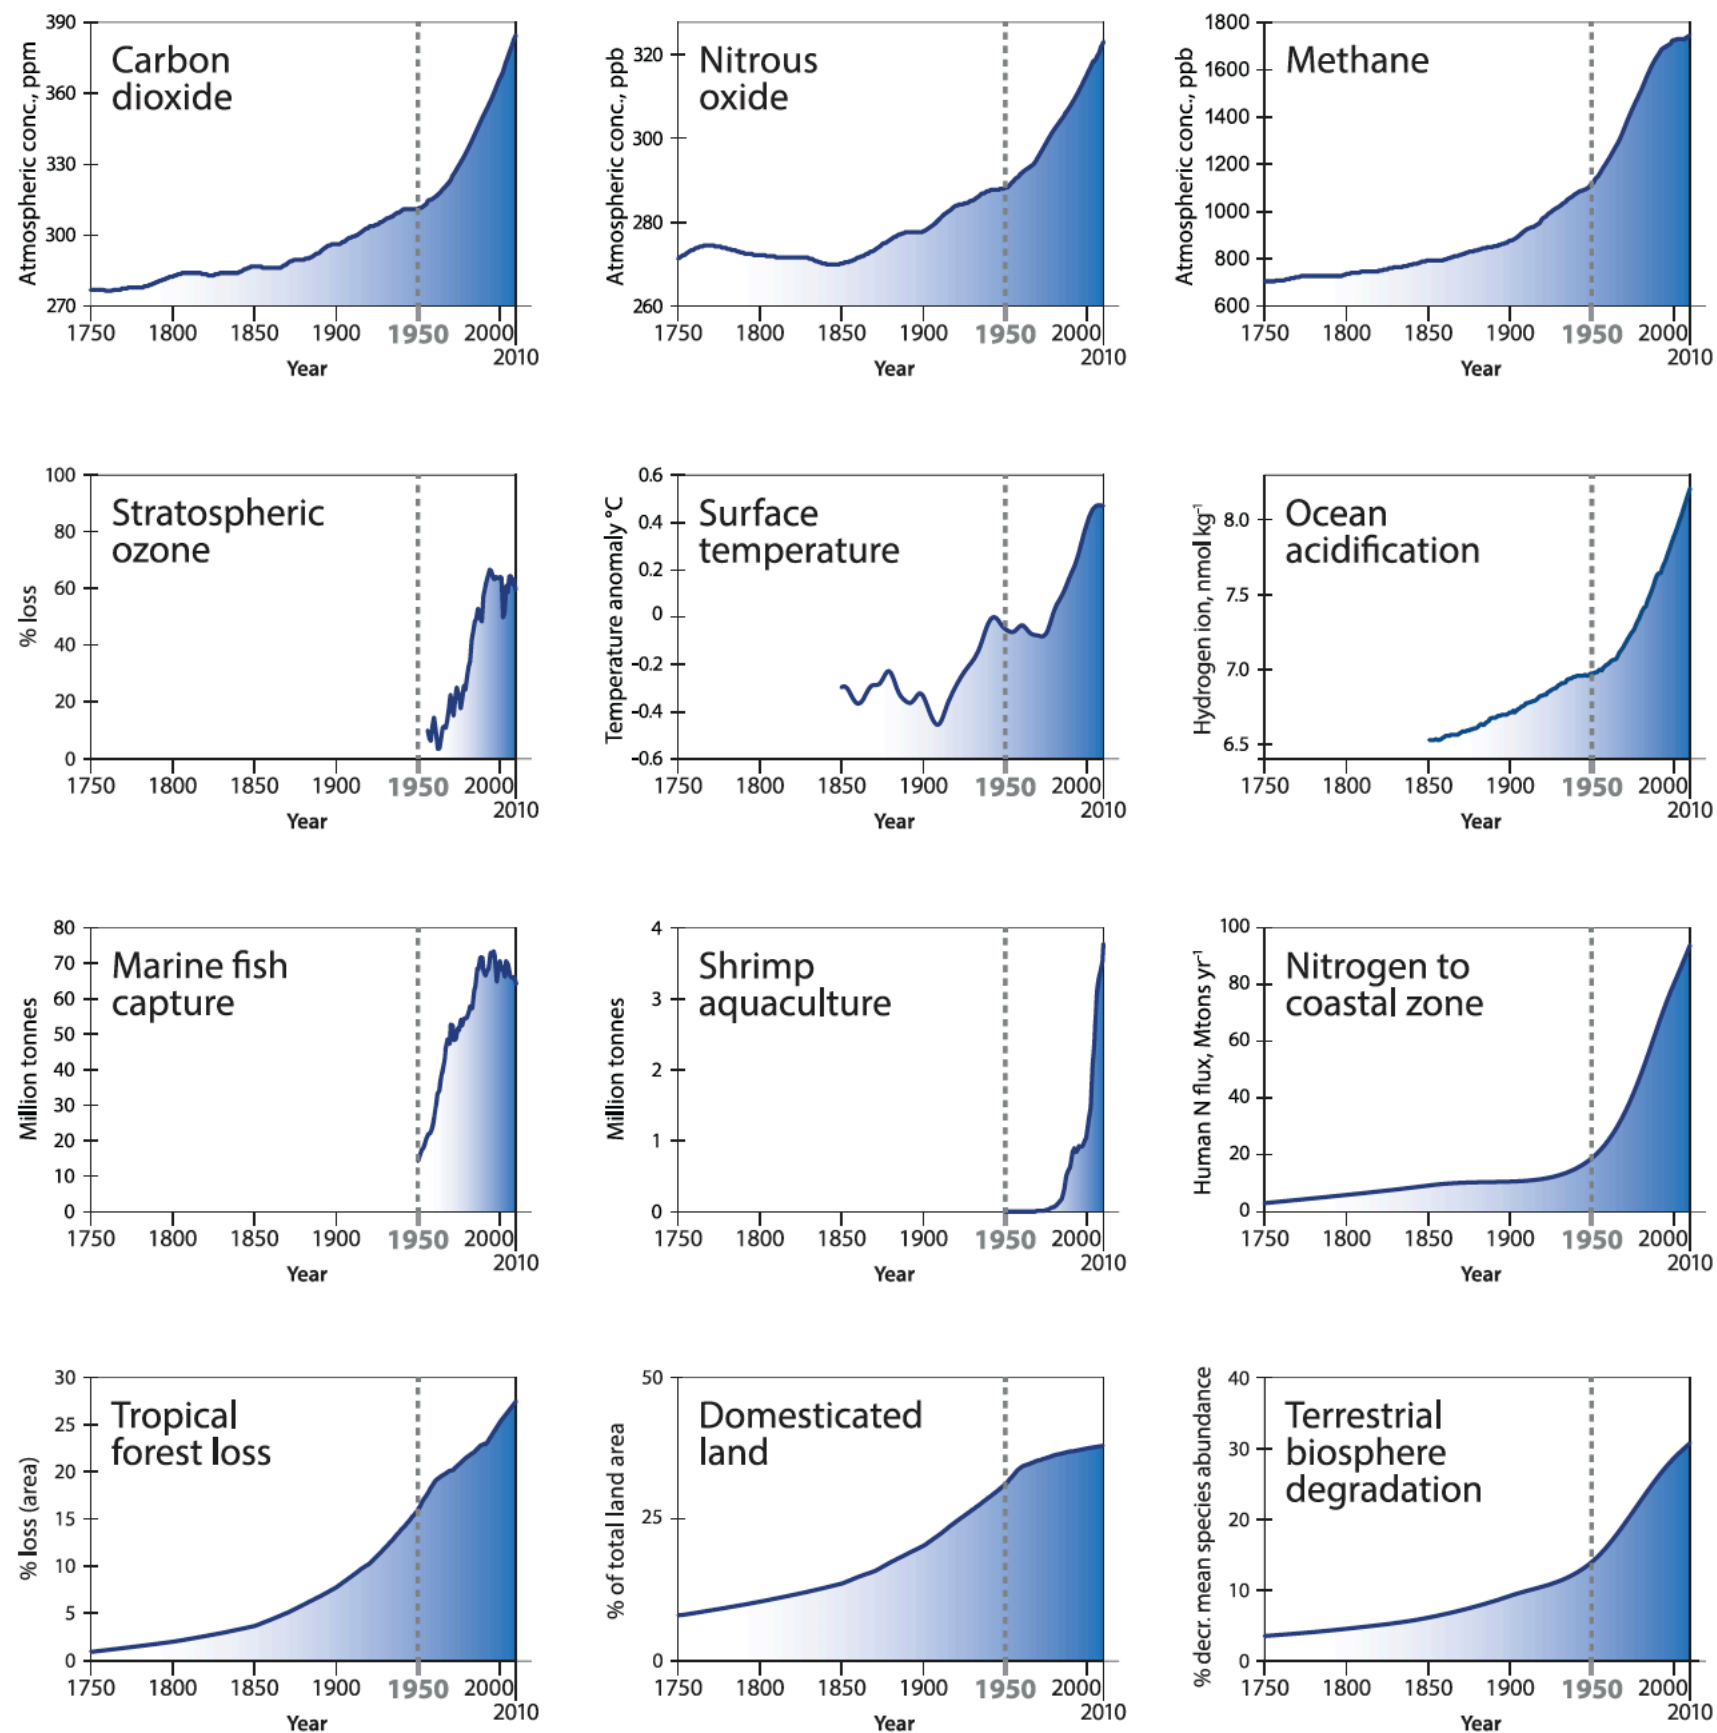 390
360
330
300
270
Atmospheric conc., ppm
Carbon
dioxide
1750 1800 1850 1900 1950 2000
2010
Year
320
300
280
260
Atmospheric conc., ppb
Nitrous
oxide
1750 1800 1850 1900 1950 2000
2010
Year
1800
1600
1400
1200
1000
800
600
Atmospheric conc., ppb
Methane
1750 1800 1850 1900 1950 2000
2010
Year
100
80
60
40
20
0
% loss
Stratospheric
ozone
1750 1800 1850 1900 1950 2000
2010
Year
0.6
0.4
0.2
0
-0.2
-0.4
-0.6
Temperature anomaly °C
Surface
temperature
1750 1800 1850 1900 1950 2000
2010
Year
8.0
7.5
7.0
6.5
Hydrogen ion, nmol kg⁻¹
Ocean
acidification
1750 1800 1850 1900 1950 2000
2010
Year
80
70
60
50
40
30
20
10
0
Million tonnes
Marine fish
capture
1750 1800 1850 1900 1950 2000
2010
Year
4
3
2
1
0
Million tonnes
Shrimp
aquaculture
1750 1800 1850 1900 1950 2000
2010
Year
100
80
60
40
20
0
Human N flux, Mtons yr⁻¹
Nitrogen to
coastal zone
1750 1800 1850 1900 1950 2000
2010
Year
30
25
20
15
10
5
0
% loss (area)
Tropical
forest loss
1750 1800 1850 1900 1950 2000
2010
Year
50
25
0
% of total land area
Domesticated
land
1750 1800 1850 1900 1950 2000
2010
Year
40
30
20
10
0
% decr. mean species abundance
Terrestrial
biosphere
degradation
1750 1800 1850 1900 1950 2000
2010
Year